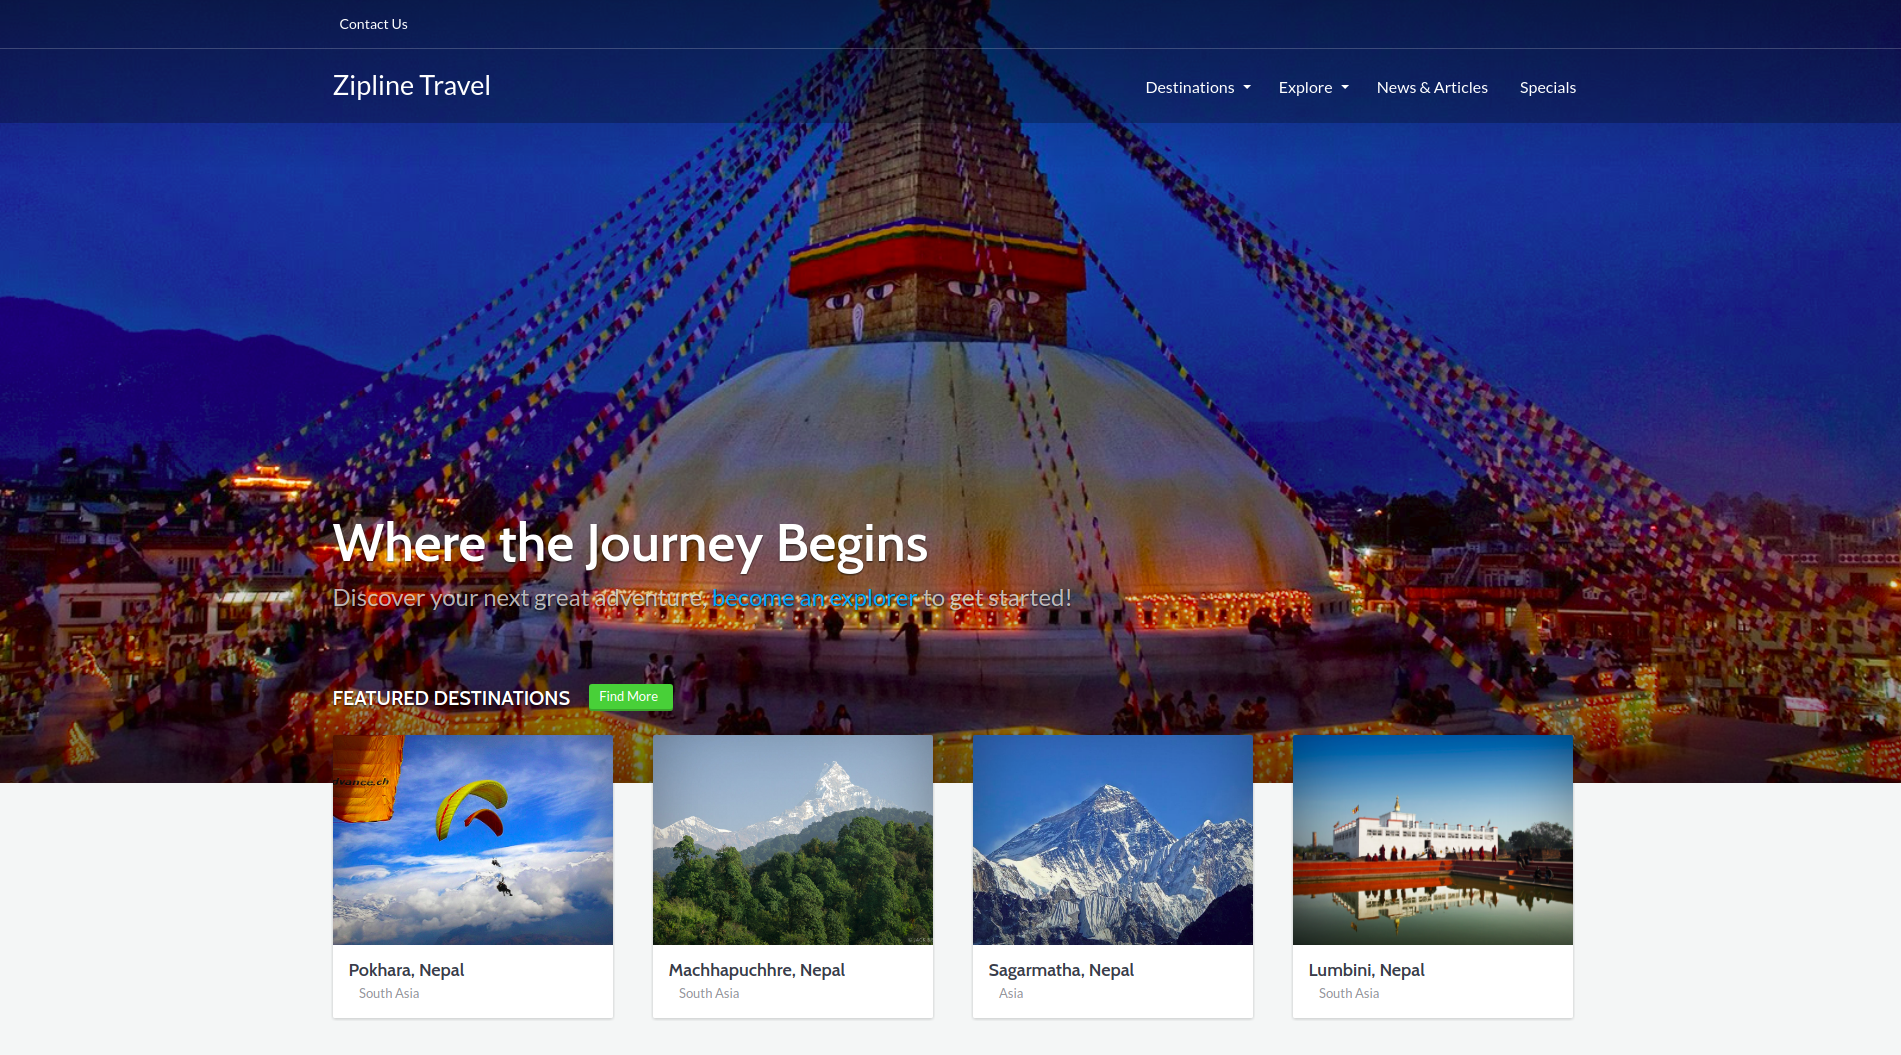 Contact Us
Zipline Travel
Destinations
Explore
News & Articles
Specials
Where the Journey Begins
Discover your next great adventure, become an explorer to get started!
FEATURED DESTINATIONS
Find More
dvance.ch
Pokhara, Nepal
South Asia
Machhapuchhre, Nepal
South Asia
Sagarmatha, Nepal
Asia
Lumbini, Nepal
South Asia